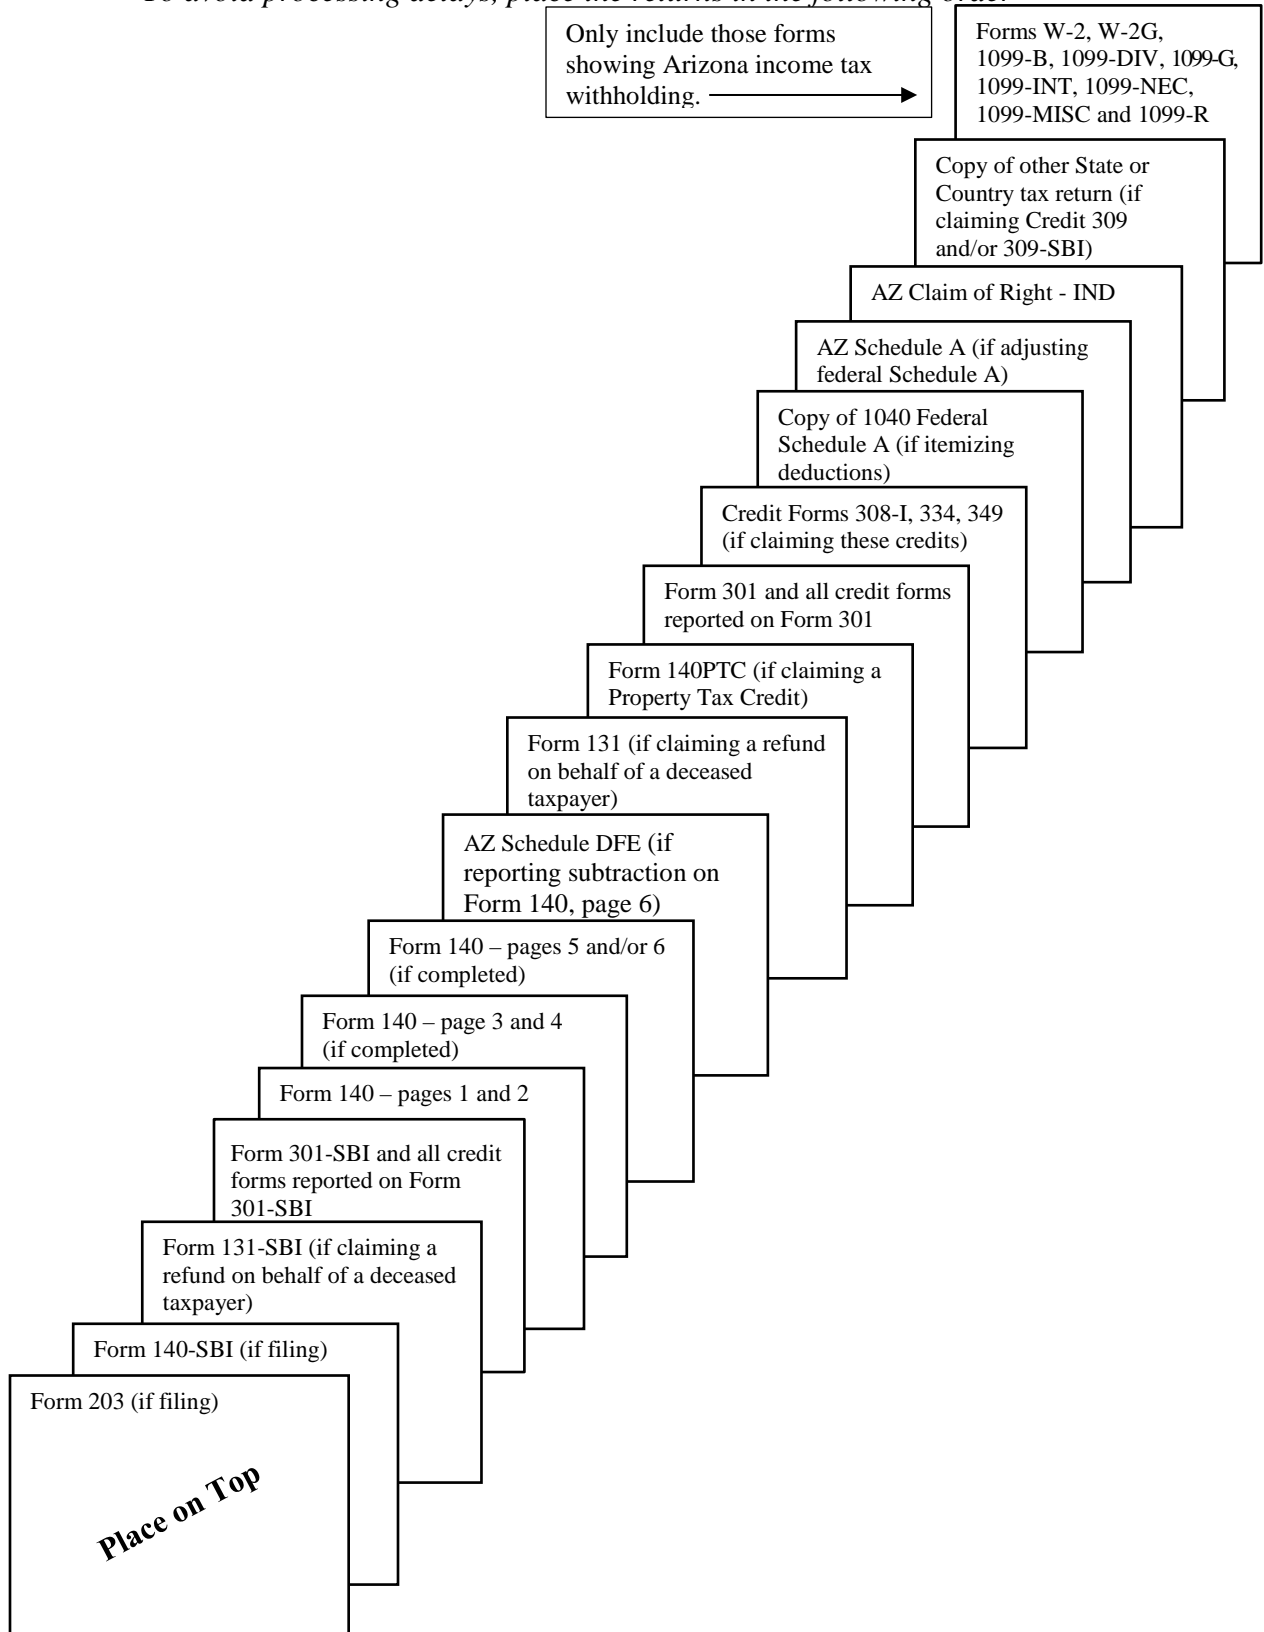 To avoid processing delays, place the returns in the following order
Only include those forms
showing Arizona income tax
withholding.
Forms W-2, W-2G,
1099-B, 1099-DIV, 1099-G,
1099-INT, 1099-NEC,
1099-MISC and 1099-R
Copy of other State or
Country tax return (if
claiming Credit 309
and/or 309-SBI)
AZ Claim of Right - IND
AZ Schedule A (if adjusting
federal Schedule A)
Copy of 1040 Federal
Schedule A (if itemizing
deductions)
Credit Forms 308-I, 334, 349
(if claiming these credits)
Form 301 and all credit forms
reported on Form 301
Form 140PTC (if claiming a
Property Tax Credit)
Form 131 (if claiming a refund
on behalf of a deceased
taxpayer)
AZ Schedule DFE (if
reporting subtraction on
Form 140, page 6)
Form 140 – pages 5 and/or 6
(if completed)
Form 140 – page 3 and 4
(if completed)
Form 140 – pages 1 and 2
Form 301-SBI and all credit
forms reported on Form
301-SBI
Form 131-SBI (if claiming a
refund on behalf of a deceased
taxpayer)
Form 140-SBI (if filing)
Form 203 (if filing)
Place on Top